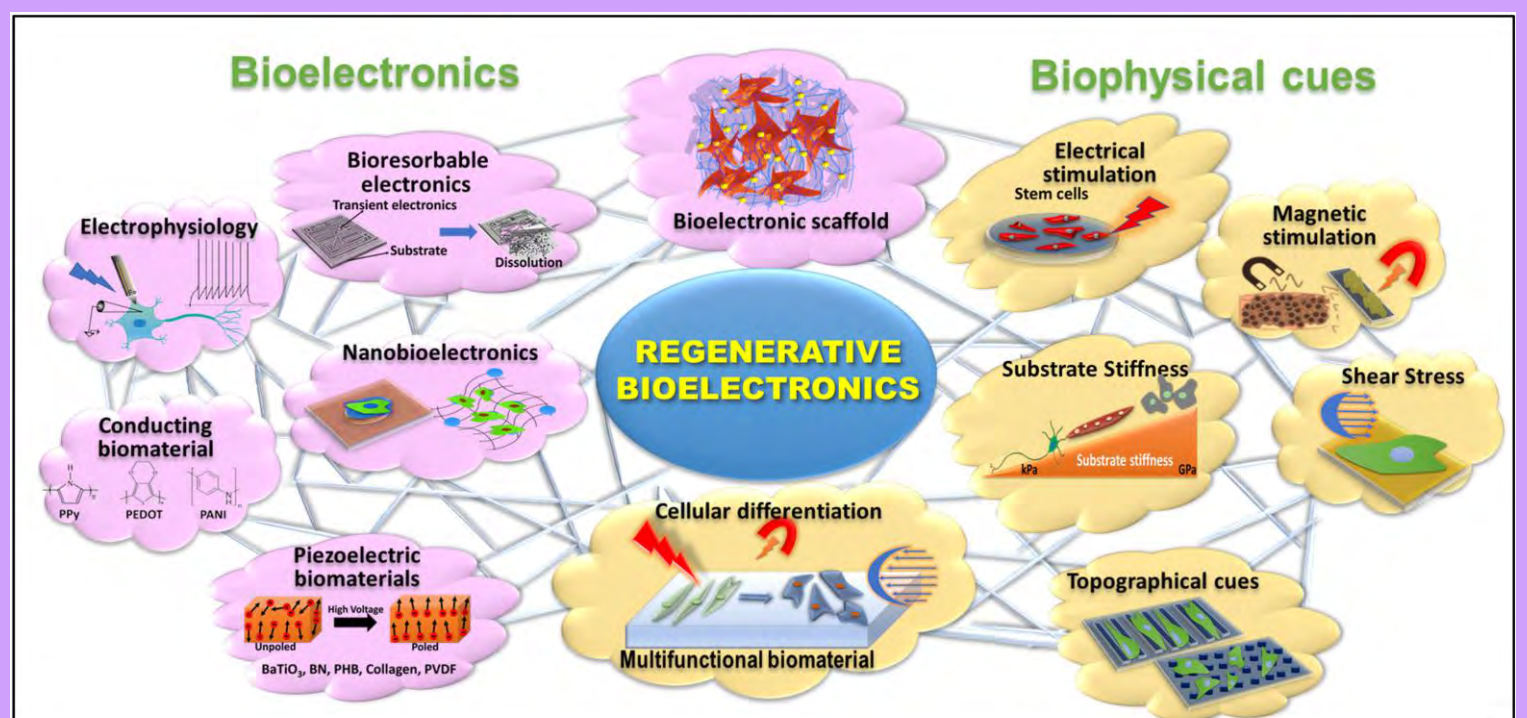 Bioelectronics
Biophysical cues
Bioresorbable
electronics
Transient electronics
Substrate
Dissolution
Bioelectronic scaffold
Electrical
stimulation
Stem cells
Magnetic
stimulation
Electrophysiology
Nanobioelectronics
REGENERATIVE
BIOELECTRONICS
Substrate Stiffness
kPa
Substrate stiffness
GPa
Shear Stress
Conducting
biomaterial
H
N
n
PPy
O O
S
n
PEDOT
N
H
n
PANI
Piezoelectric
biomaterials
High Voltage
Unpoled
Poled
BaTiO₃, BN, PHB, Collagen, PVDF
Cellular differentiation
Multifunctional biomaterial
Topographical cues